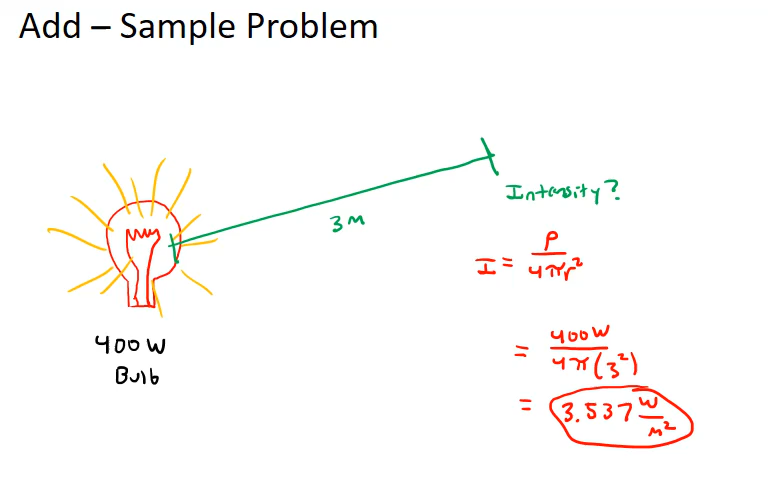 Add – Sample Problem
Intensity?
3M
I = P / 4πr²
400W
Bulb
= 400W / 4π(3²)
= 3.537 W/m²